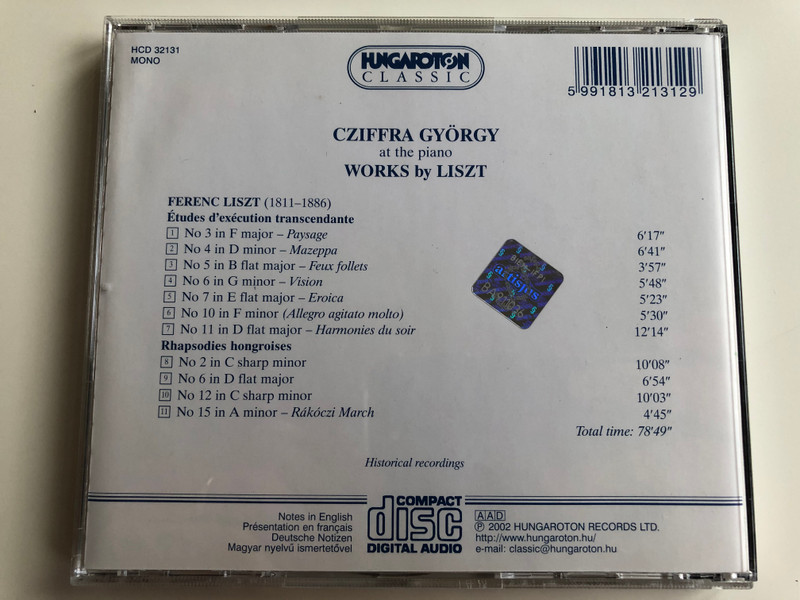 HCD 32131
MONO
HUNGAROTON
CLASSIC
5 991813 213129
CZIFFRA GYÖRGY
at the piano
WORKS by LISZT
FERENC LISZT (1811–1886)
Études d'exécution transcendante
1 No 3 in F major – Paysage 6'17"
2 No 4 in D minor – Mazeppa 6'41"
3 No 5 in B flat major – Feux follets 3'57"
4 No 6 in G minor – Vision 5'48"
5 No 7 in E flat major – Eroica 5'23"
6 No 10 in F minor (Allegro agitato molto) 5'30"
7 No 11 in D flat major – Harmonies du soir 12'14"
Rhapsodies hongroises
8 No 2 in C sharp minor 10'08"
9 No 6 in D flat major 6'54"
10 No 12 in C sharp minor 10'03"
11 No 15 in A minor – Rákóczi March 4'45"
Total time: 78'49"
artisjus
Historical recordings
Notes in English
Présentation en français
Deutsche Notizen
Magyar nyelvű ismertetővel
COMPACT
disc
DIGITAL AUDIO
AAD
℗ 2002 HUNGAROTON RECORDS LTD.
http://www.hungaroton.hu/
e-mail: classic@hungaroton.hu